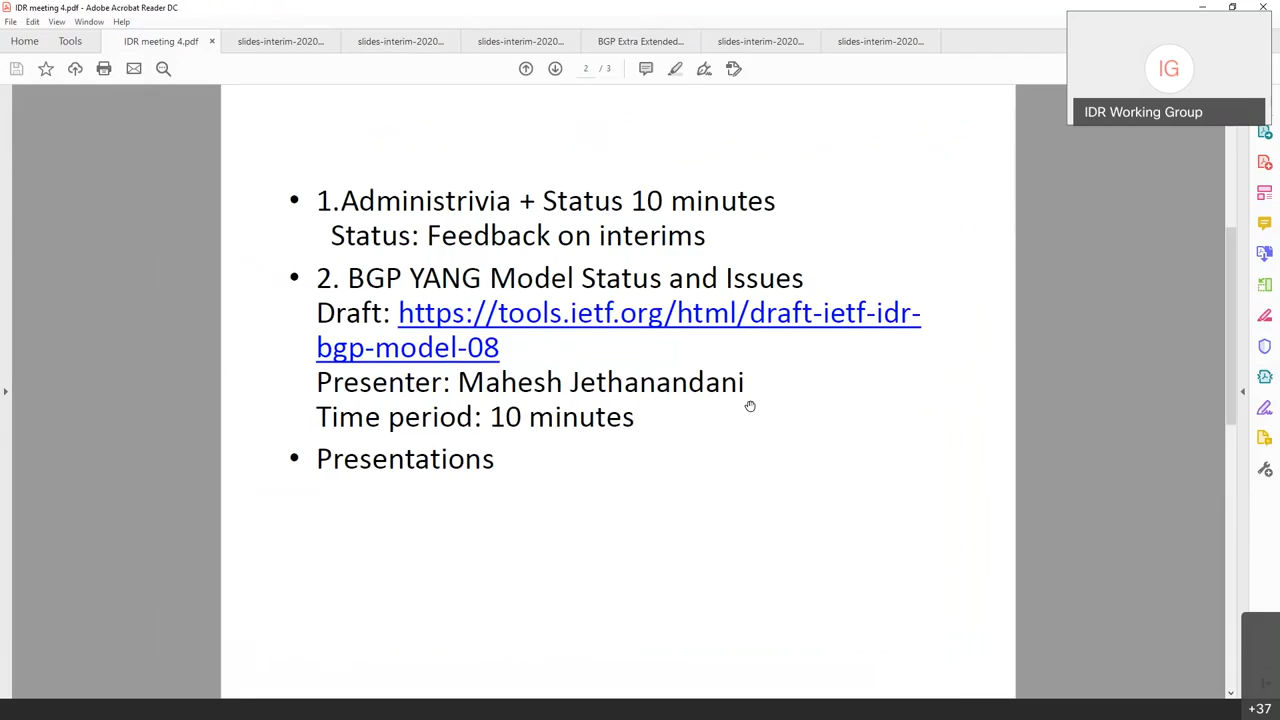 IDR meeting 4.pdf - Adobe Acrobat Reader DC
File Edit View Window Help
Home Tools IDR meeting 4.pdf × slides-interim-2020... slides-interim-2020... slides-interim-2020... BGP Extra Extended... slides-interim-2020... slides-interim-2020...
2 / 3
IG
IDR Working Group
• 1.Administrivia + Status 10 minutes
Status: Feedback on interims
• 2. BGP YANG Model Status and Issues
Draft: https://tools.ietf.org/html/draft-ietf-idr-
bgp-model-08
Presenter: Mahesh Jethanandani
Time period: 10 minutes
• Presentations
+37